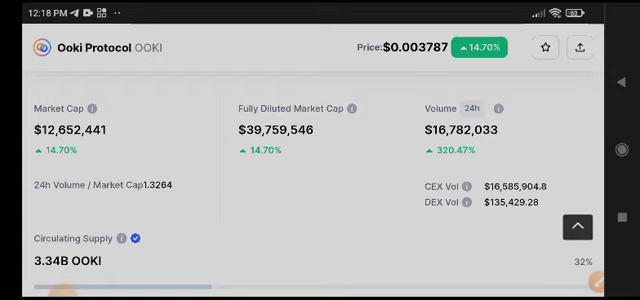 12:18 PM
63
Ooki Protocol OOKI
Price:$0.003787
14.70%
Market Cap
Fully Diluted Market Cap
Volume 24h
$12,652,441
$39,759,546
$16,782,033
14.70%
14.70%
320.47%
24h Volume / Market Cap1.3264
CEX Vol $16,585,904.8
DEX Vol $135,429.28
Circulating Supply
3.34B OOKI
32%